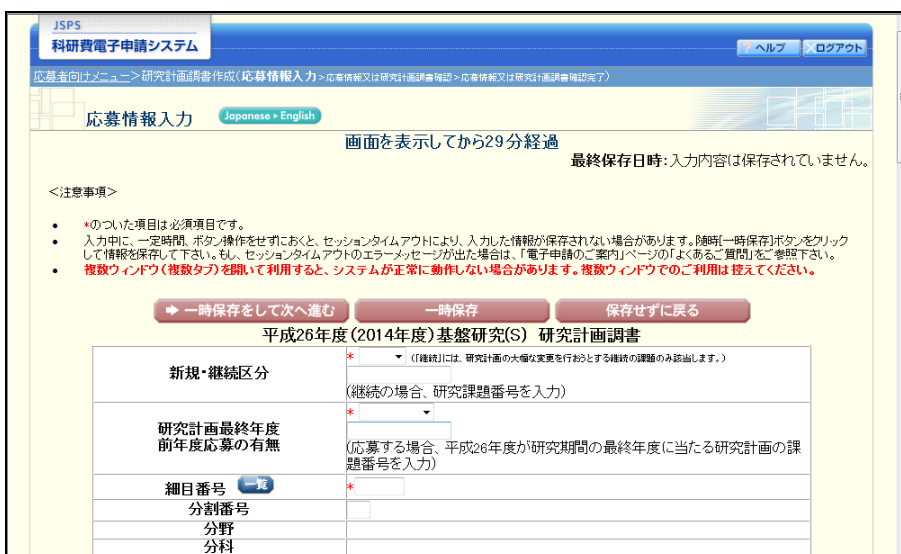 JSPS
科研費電子申請システム
? ヘルプ
×ログアウト
応募者向けメニュー>研究計画調書作成(応募情報入力>応募情報又は研究計画調書確認>応募情報又は研究計画調書確認完了)
応募情報入力
Japanese ▸ English
画面を表示してから29分経過
最終保存日時:入力内容は保存されていません。
<注意事項>
• *のついた項目は必須項目です。
• 入力中に、一定時間、ボタン操作をせずにおくと、セッションタイムアウトにより、入力した情報が保存されない場合があります。随時[一時保存]ボタンをクリック
して情報を保存して下さい。もし、セッションタイムアウトのエラーメッセージが出た場合は、「電子申請のご案内」ページの「よくあるご質問」をご参照下さい。
• 複数ウィンドウ(複数タブ)を開いて利用すると、システムが正常に動作しない場合があります。複数ウィンドウでのご利用は控えてください。
一時保存をして次へ進む
一時保存
保存せずに戻る
平成26年度(2014年度)基盤研究(S) 研究計画調書
新規・継続区分
* (「継続」には、研究計画の大幅な変更を行おうとする継続の課題のみ該当します。)
(継続の場合、研究課題番号を入力)
研究計画最終年度
前年度応募の有無
*
(応募する場合、平成26年度が研究期間の最終年度に当たる研究計画の課
題番号を入力)
細目番号 一覧
*
分割番号
分野
分科